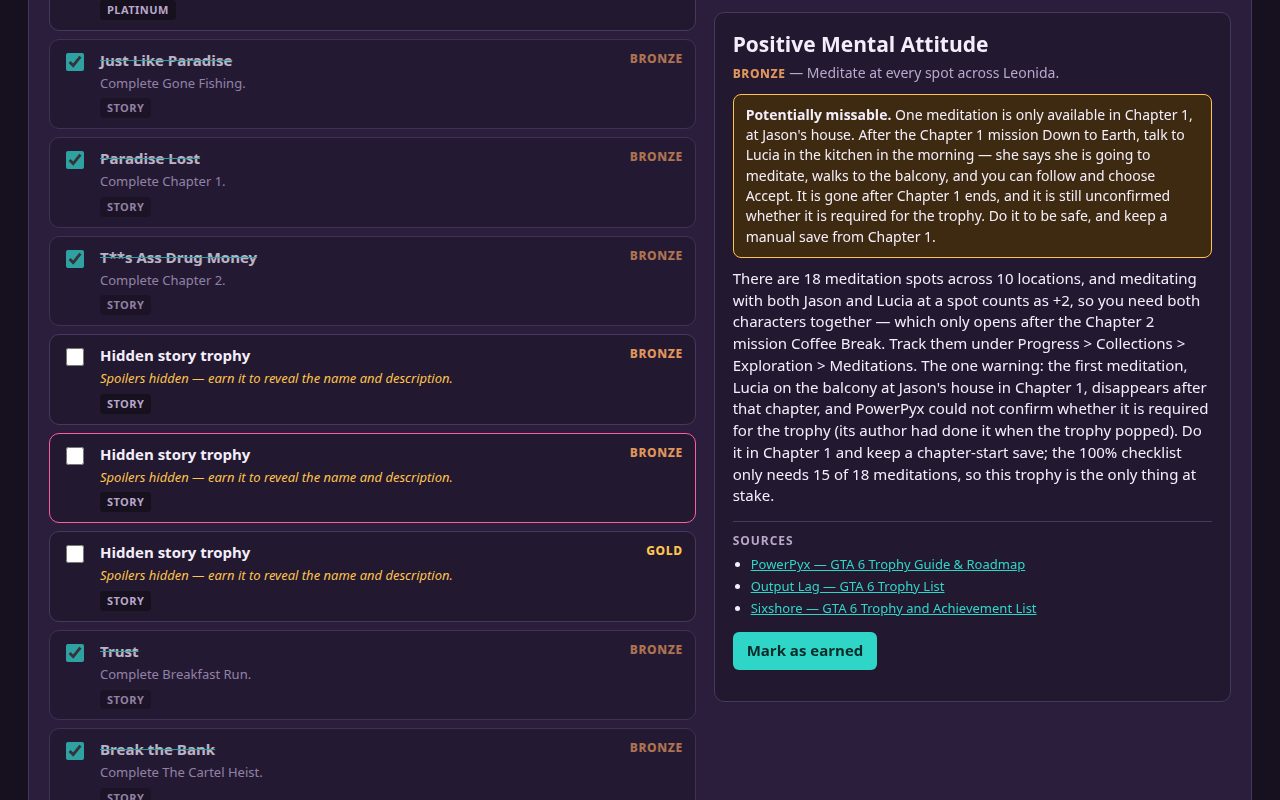 PLATINUM
Just Like Paradise
BRONZE
Complete Gone Fishing.
STORY
Paradise Lost
BRONZE
Complete Chapter 1.
STORY
T**s Ass Drug Money
BRONZE
Complete Chapter 2.
STORY
Hidden story trophy
BRONZE
Spoilers hidden — earn it to reveal the name and description.
STORY
Hidden story trophy
BRONZE
Spoilers hidden — earn it to reveal the name and description.
STORY
Hidden story trophy
GOLD
Spoilers hidden — earn it to reveal the name and description.
STORY
Trust
BRONZE
Complete Breakfast Run.
STORY
Break the Bank
BRONZE
Complete The Cartel Heist.
STORY
Positive Mental Attitude
BRONZE — Meditate at every spot across Leonida.
Potentially missable. One meditation is only available in Chapter 1,
at Jason's house. After the Chapter 1 mission Down to Earth, talk to
Lucia in the kitchen in the morning — she says she is going to
meditate, walks to the balcony, and you can follow and choose
Accept. It is gone after Chapter 1 ends, and it is still unconfirmed
whether it is required for the trophy. Do it to be safe, and keep a
manual save from Chapter 1.
There are 18 meditation spots across 10 locations, and meditating
with both Jason and Lucia at a spot counts as +2, so you need both
characters together — which only opens after the Chapter 2
mission Coffee Break. Track them under Progress > Collections >
Exploration > Meditations. The one warning: the first meditation,
Lucia on the balcony at Jason's house in Chapter 1, disappears after
that chapter, and PowerPyx could not confirm whether it is required
for the trophy (its author had done it when the trophy popped). Do
it in Chapter 1 and keep a chapter-start save; the 100% checklist
only needs 15 of 18 meditations, so this trophy is the only thing at
stake.
SOURCES
PowerPyx — GTA 6 Trophy Guide & Roadmap
Output Lag — GTA 6 Trophy List
Sixshore — GTA 6 Trophy and Achievement List
Mark as earned